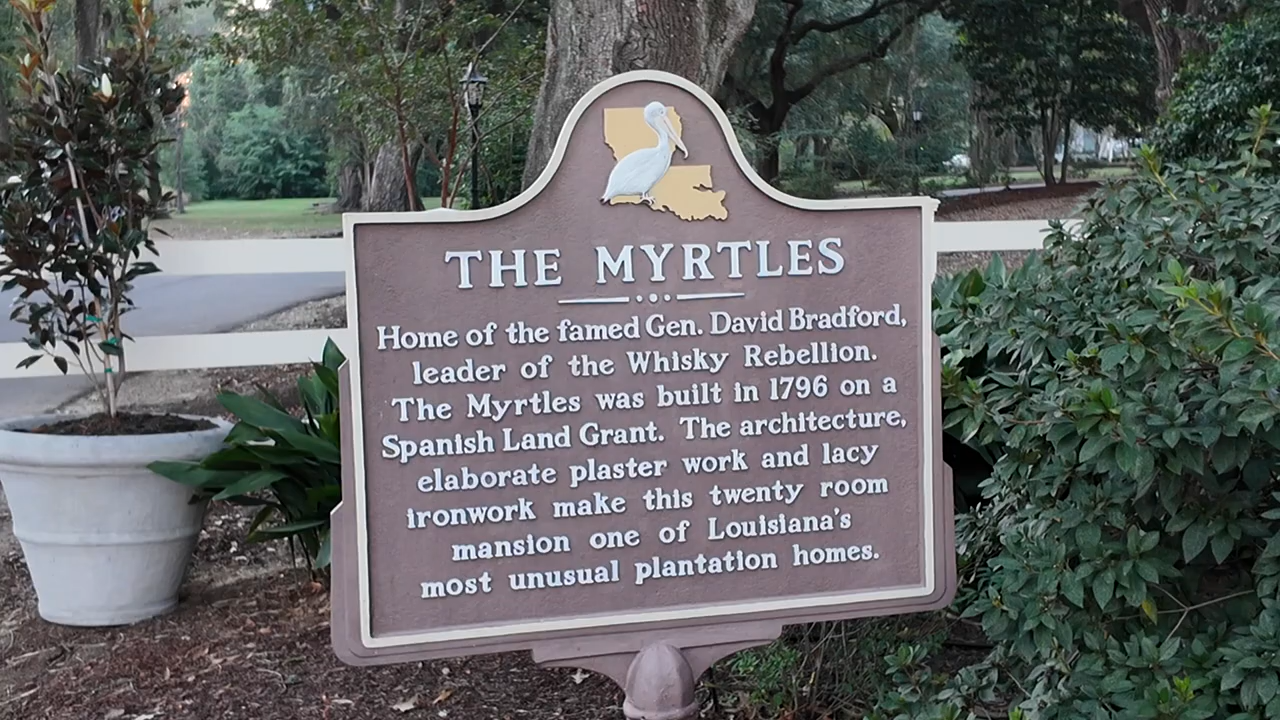 THE MYRTLES
Home of the famed Gen. David Bradford,
leader of the Whisky Rebellion.
The Myrtles was built in 1796 on a
Spanish Land Grant. The architecture,
elaborate plaster work and lacy
ironwork make this twenty room
mansion one of Louisiana's
most unusual plantation homes.